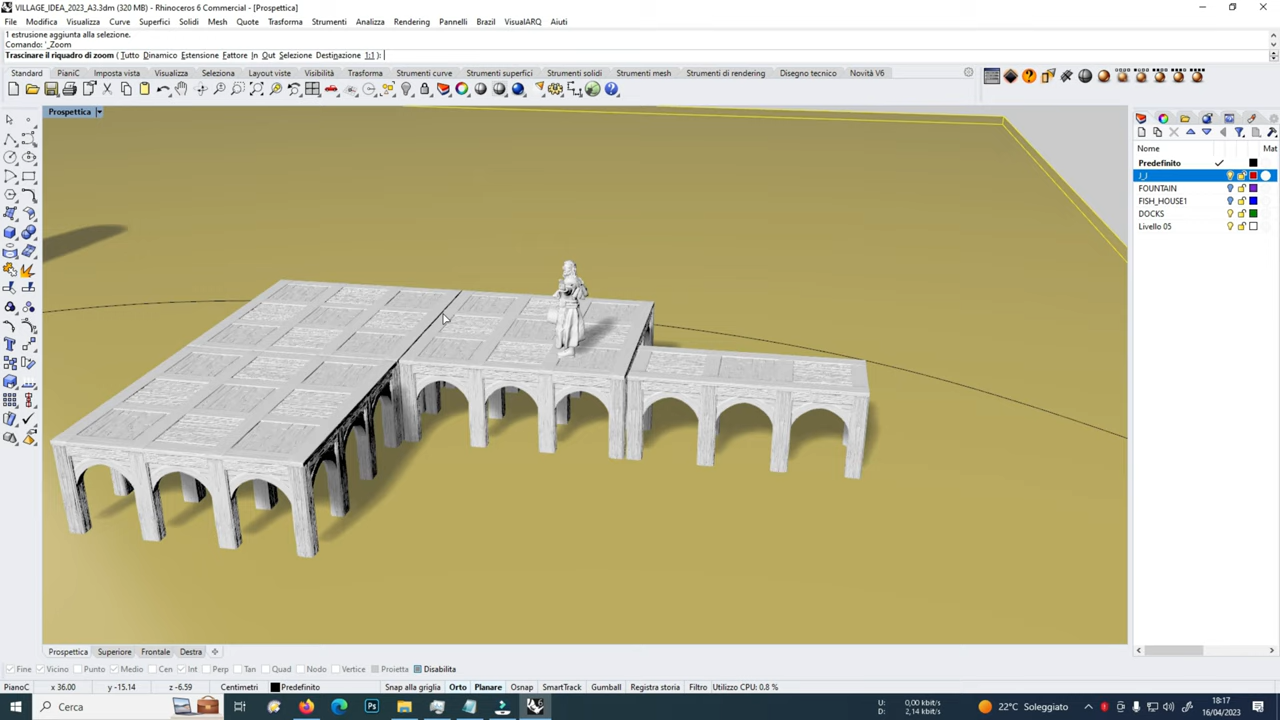 VILLAGE_IDEA_2023_A3.3dm - Rhinoceros 6 Commercial - [Prospettica]
File Modifica Visualizza Curve Superfici Solidi Mesh Quote Trasforma Strumenti Analizza Rendering Pannelli Brazil VisualARQ Aiuti
1 estrusione aggiunta alla selezione.
Comando: '_Zoom
Trascinare il riquadro di zoom ( Tutto Dinamico Estensione Fattore In Out Selezione Destinazione 1:1 ):
Standard PianiC Imposta vista Visualizza Selezione Layout viste Visibilità Trasforma Strumenti curve Strumenti superfici Strumenti solidi Strumenti mesh Strumenti di rendering Disegno tecnico Novità V6
Prospettica
Nome Mat
Predefinito
J_J
FOUNTAIN
FISH_HOUSE1
DOCKS
Livello 05
Prospettica Superiore Frontale Destra
Fine Vicino Punto Medio Cen Int Perp Tan Quad Nodo Vertice Proietta Disabilita
PianoC x 36.00 y -15.14 z -6.59 Centimetri Predefinito Snap alla griglia Orto Planare Osnap SmartTrack Gumball Registra storia Filtro Utilizzo CPU: 0.8 %
Cerca Ps U: 0,00 kbit/s D: 2,14 kbit/s 22°C Soleggiato 18:17 16/04/2023